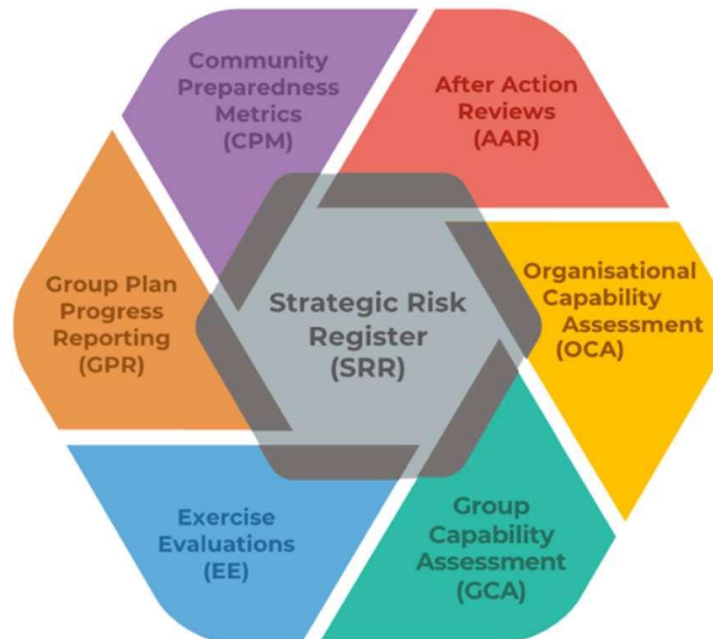 Community
Preparedness
Metrics
(CPM)
After Action
Reviews
(AAR)
Organisational
Capability
Assessment
(OCA)
Group
Capability
Assessment
(GCA)
Exercise
Evaluations
(EE)
Group Plan
Progress
Reporting
(GPR)
Strategic Risk
Register
(SRR)